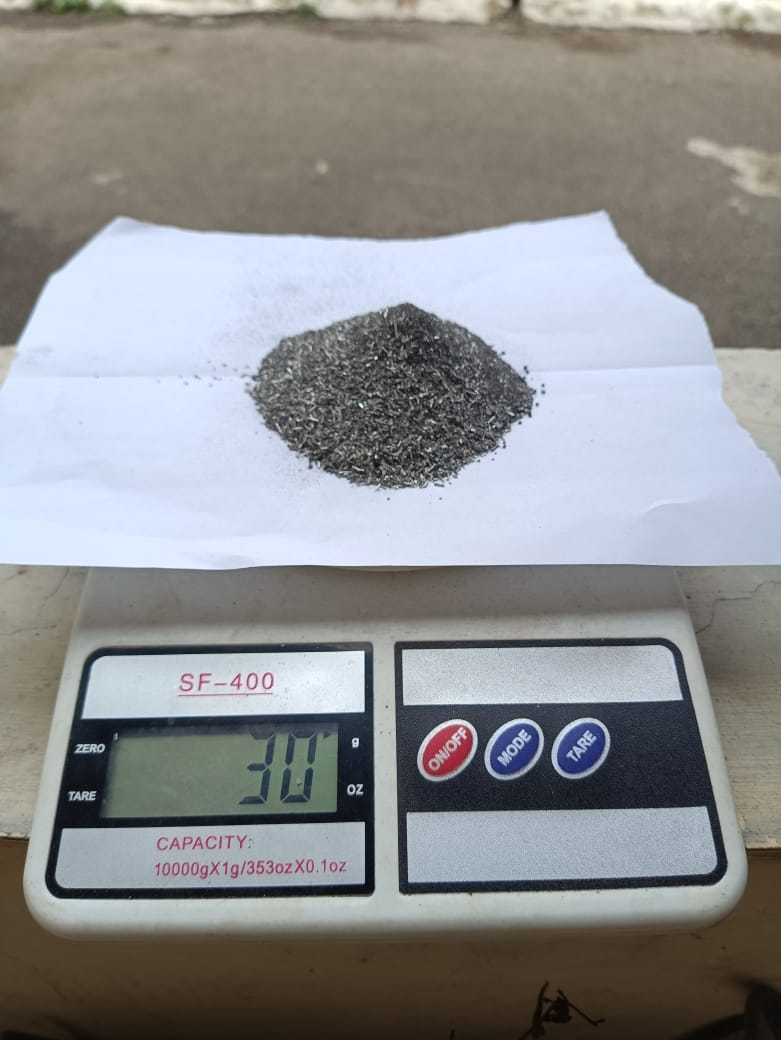 SF-400
ZERO
30
g
TARE
OZ
CAPACITY:
10000gX1g/353ozX0.1oz
ON/OFF
MODE
TARE